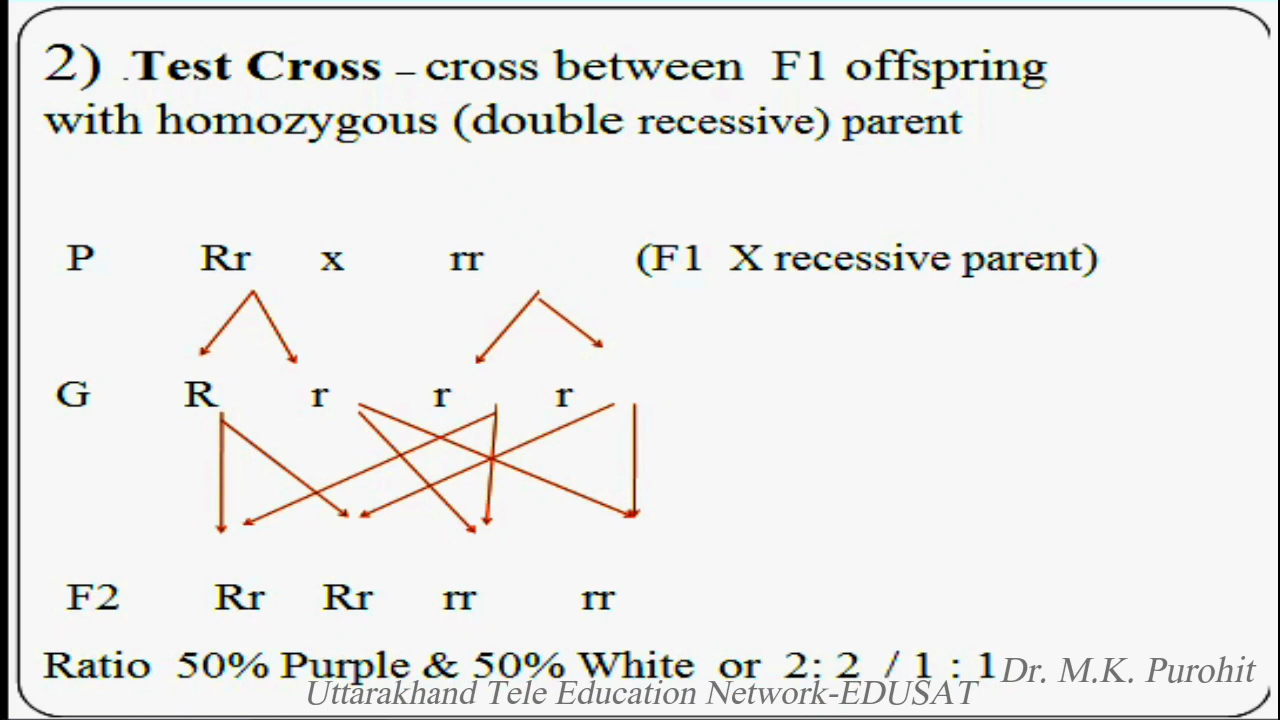 2) .Test Cross – cross between F1 offspring
with homozygous (double recessive) parent
P Rr x rr (F1 X recessive parent)
G R r r r
F2 Rr Rr rr rr
Ratio 50% Purple & 50% White or 2: 2 / 1 : 1
Dr. M.K. Purohit
Uttarakhand Tele Education Network-EDUSAT